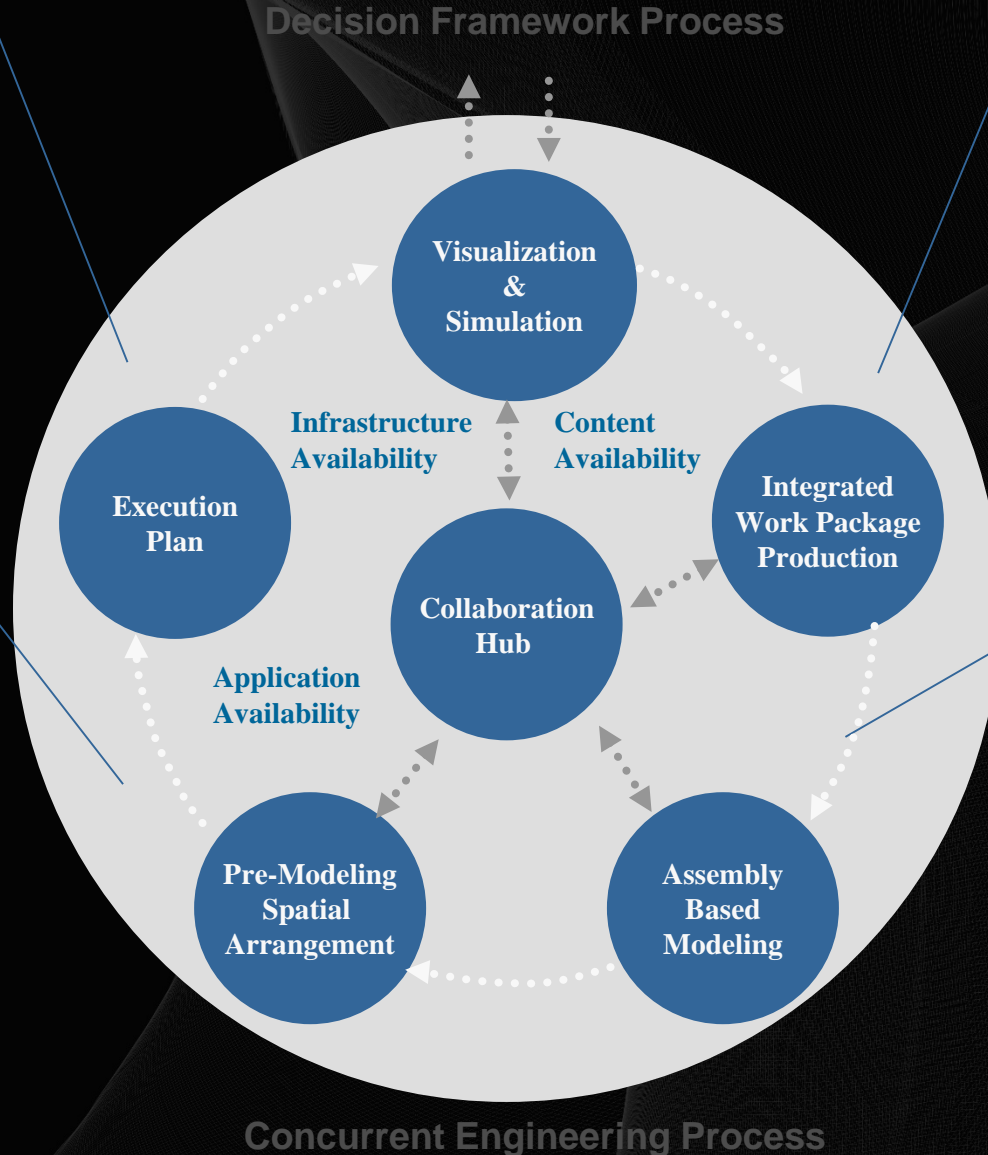 Decision Framework Process
Visualization
&
Simulation
Infrastructure
Availability
Content
Availability
Execution
Plan
Integrated
Work Package
Production
Collaboration
Hub
Application
Availability
Pre-Modeling
Spatial
Arrangement
Assembly
Based
Modeling
Concurrent Engineering Process